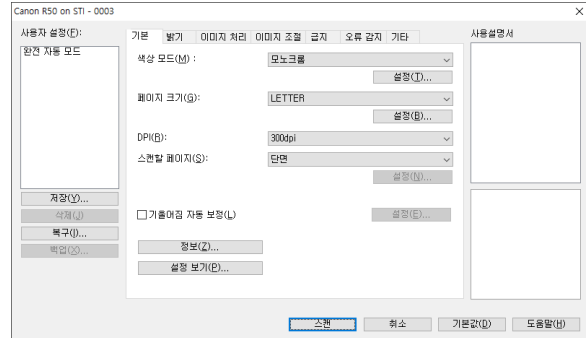 Canon R50 on STI - 0003
사용자 설정(F):
완전 자동 모드
저장(Y)...
삭제(J)
복구(I)...
백업(X)...
기본 밝기 이미지 처리 이미지 조절 급지 오류 감지 기타
색상 모드(M) :
모노크롬
설정(T)...
페이지 크기(G):
LETTER
설정(B)...
DPI(R):
300dpi
스캔할 페이지(S):
단면
설정(N)...
기울어짐 자동 보정(L)
설정(E)...
정보(Z)...
설정 보기(P)...
사용설명서
스캔
취소
기본값(D)
도움말(H)